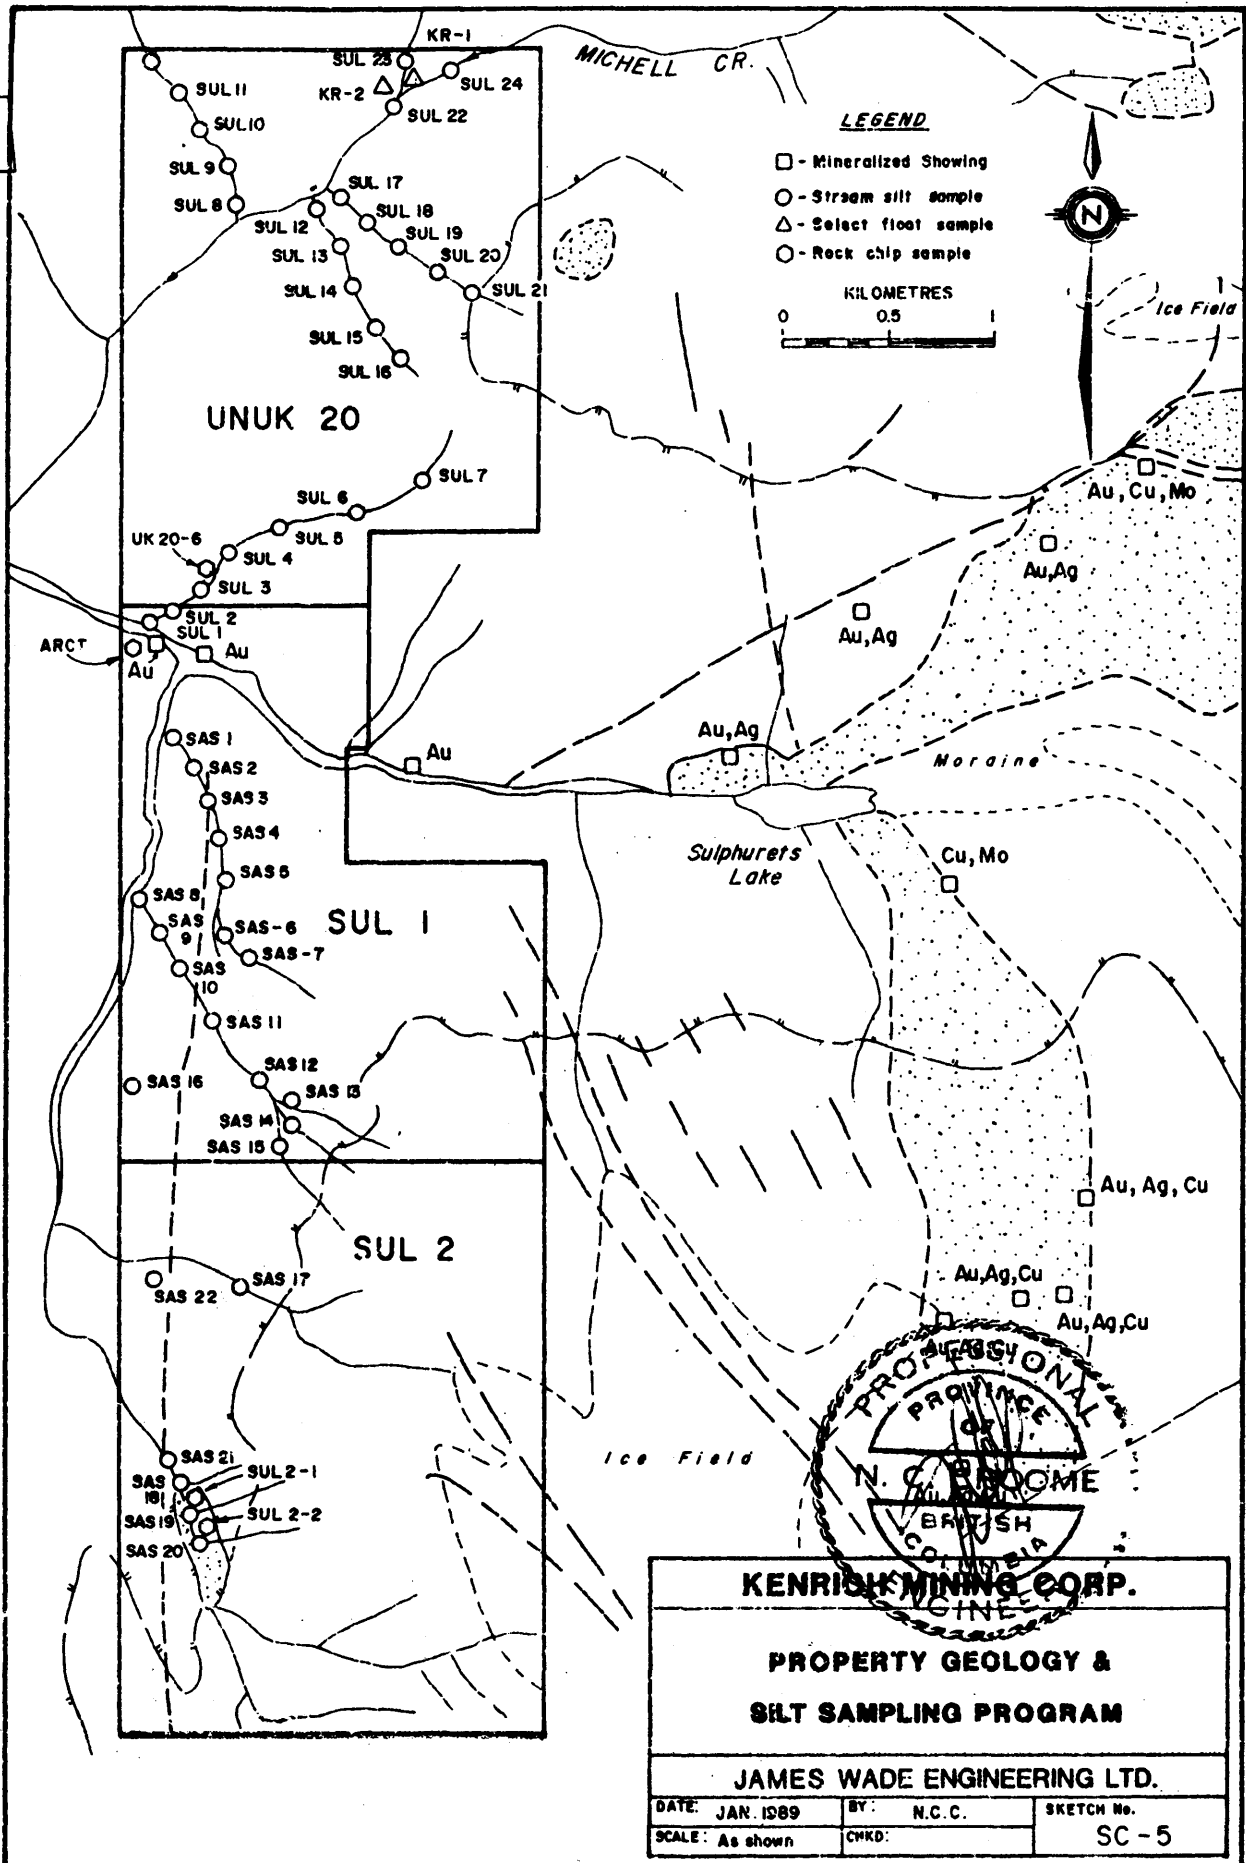 KR-1
SUL 23
MICHELL CR.
SUL 24
KR-2
SUL 11
SUL 22
SUL 10
LEGEND
- Mineralized Showing
- Stream silt sample
- Select float sample
- Rock chip sample
N
SUL 9
SUL 17
SUL 8
SUL 12
SUL 18
SUL 19
SUL 13
SUL 20
SUL 14
SUL 21
KILOMETRES
0 0.5 1
Ice Field
SUL 15
SUL 16
UNUK 20
SUL 7
SUL 6
SUL 5
UK 20-6
SUL 4
SUL 3
SUL 2
SUL 1
ARCT
Au
Au
Au, Cu, Mo
Au, Ag
Au, Ag
Au, Ag
Au
Moraine
SAS 1
SAS 2
SAS 3
SAS 4
SAS 5
SAS 8
SAS 9
SAS-6
SAS-7
SAS 10
SUL 1
Sulphurets Lake
Cu, Mo
SAS 11
SAS 12
SAS 16
SAS 13
SAS 14
SAS 15
Au, Ag, Cu
SUL 2
SAS 17
SAS 22
Au, Ag, Cu
Au, Ag, Cu
Au, Ag, Cu
Ice Field
SAS 21
SAS 18
SUL 2-1
SAS 19
SUL 2-2
SAS 20
PROFESSIONAL
PROVINCE
OF
N. C. BROOME
BRITISH
COLUMBIA
ENGINEER
KENRICH MINING CORP.
PROPERTY GEOLOGY &
SILT SAMPLING PROGRAM
JAMES WADE ENGINEERING LTD.
DATE: JAN. 1989
BY: N.C.C.
SKETCH No.
SC-5
SCALE: As shown
CHKD: